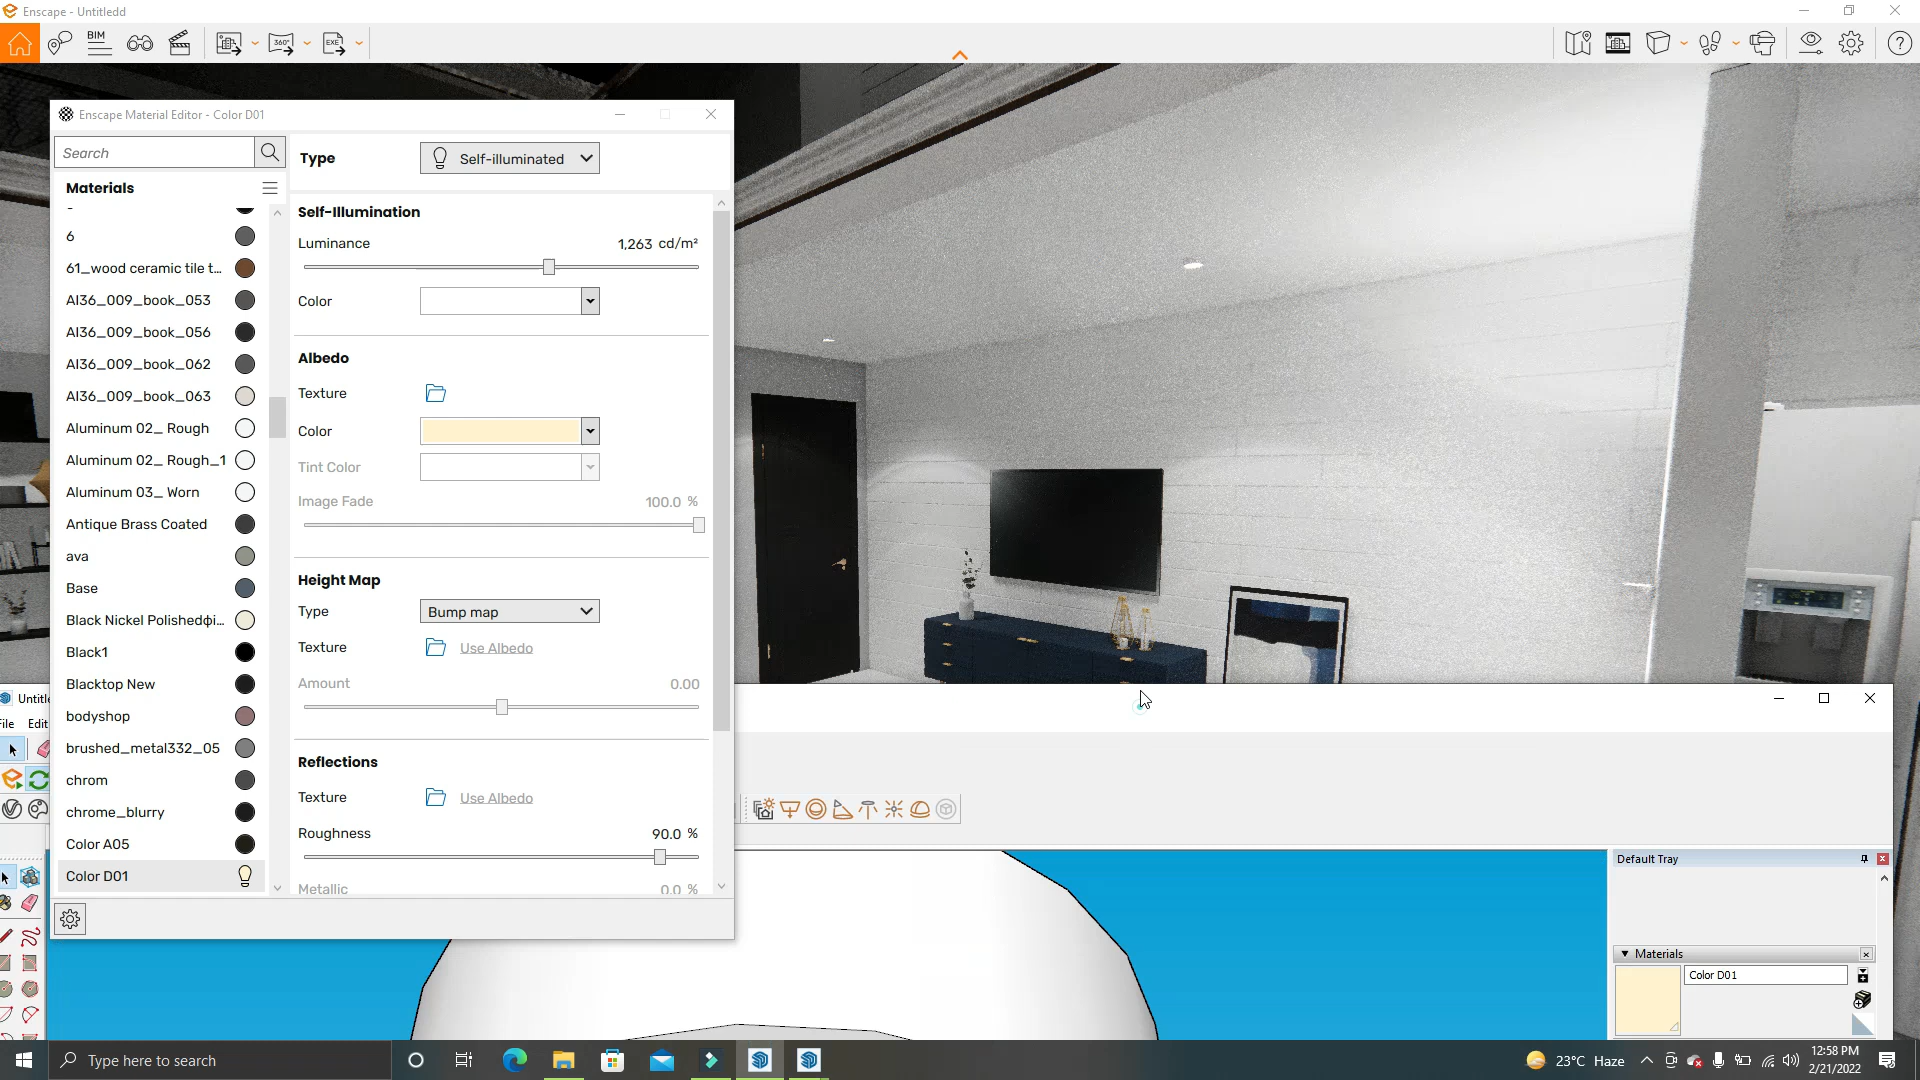 Enscape - Untitledd
BIM
360°
EXE
Enscape Material Editor - Color D01
Search
Materials
6
61_wood ceramic tile t...
AI36_009_book_053
AI36_009_book_056
AI36_009_book_062
AI36_009_book_063
Aluminum 02_ Rough
Aluminum 02_ Rough_1
Aluminum 03_ Worn
Antique Brass Coated
ava
Base
Black Nickel Polishedфі...
Black1
Blacktop New
bodyshop
brushed_metal332_05
chrom
chrome_blurry
Color A05
Color D01
Type
Self-illuminated
Self-Illumination
Luminance
1,263 cd/m²
Color
Albedo
Texture
Color
Tint Color
Image Fade
100.0 %
Height Map
Type
Bump map
Texture
Use Albedo
Amount
0.00
Reflections
Texture
Use Albedo
Roughness
90.0 %
Metallic
0.0 %
Untitle
File Edit
Default Tray
Materials
Color D01
Type here to search
23°C Haze
12:58 PM
2/21/2022